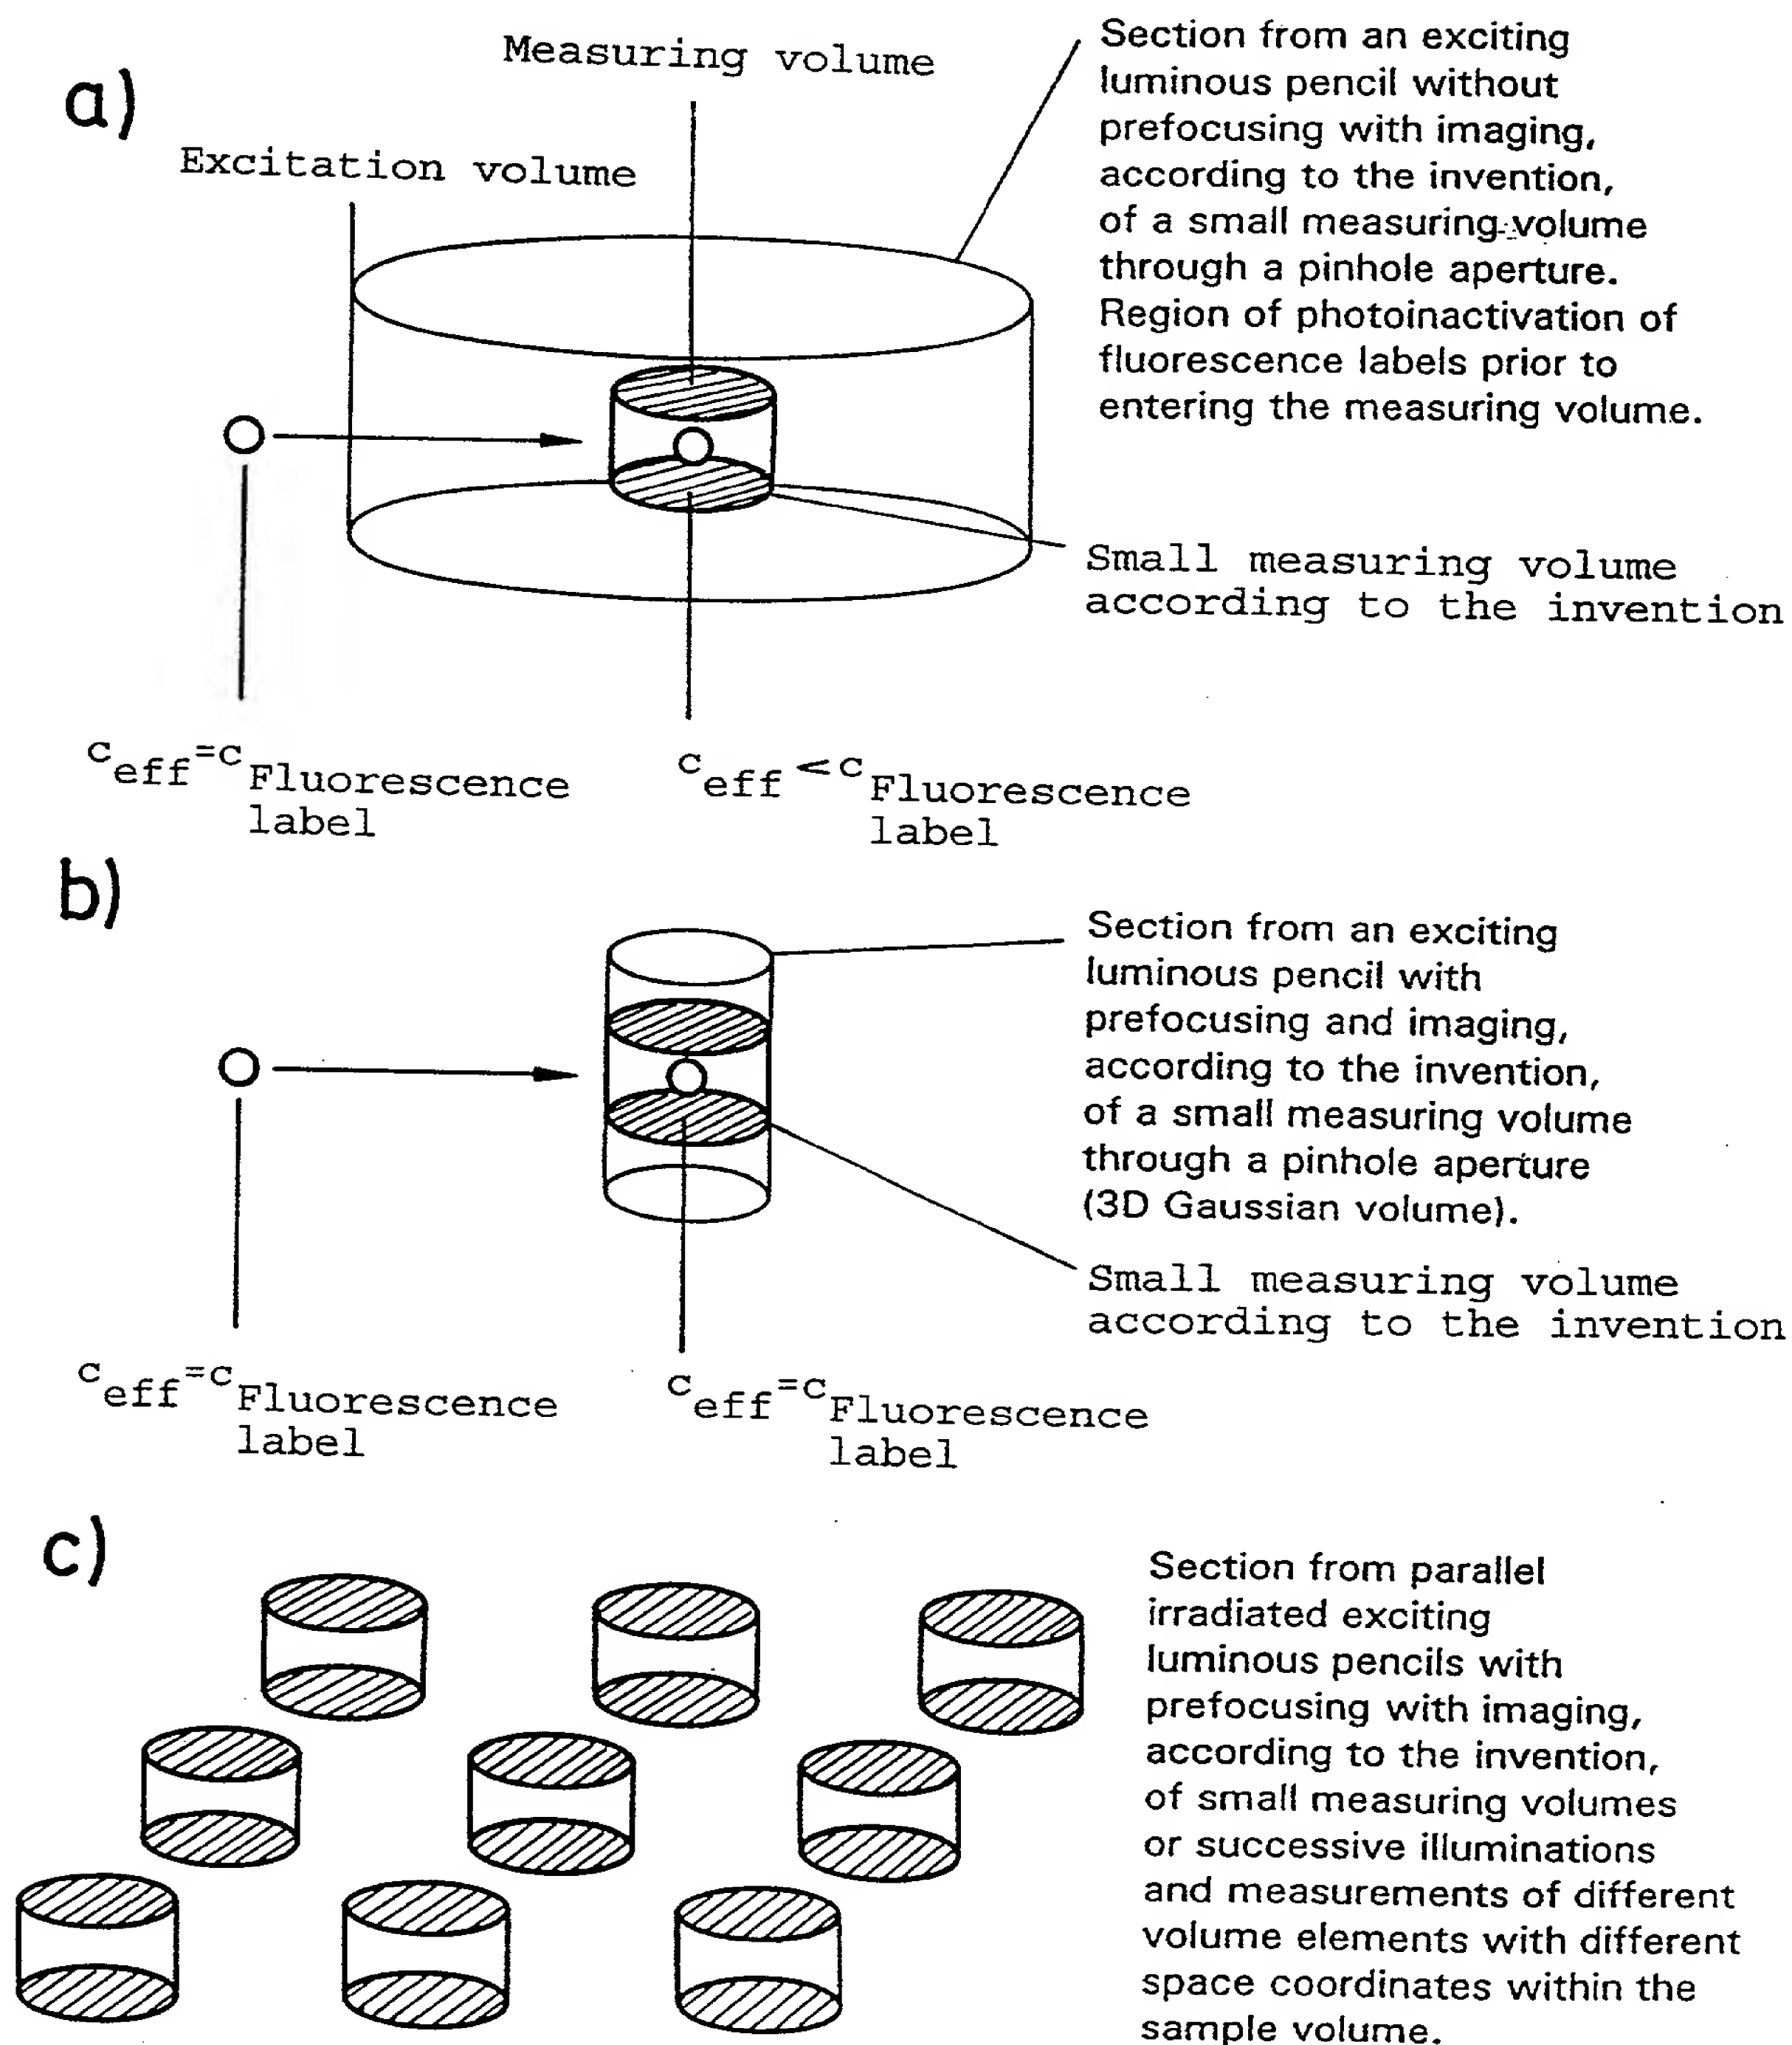 a)
Measuring volume
Excitation volume
Section from an exciting
luminous pencil without
prefocusing with imaging,
according to the invention,
of a small measuring volume
through a pinhole aperture.
Region of photoinactivation of
fluorescence labels prior to
entering the measuring volume.
Small measuring volume
according to the invention
ceff=cFluorescence
label
ceff<cFluorescence
label
b)
Section from an exciting
luminous pencil with
prefocusing and imaging,
according to the invention,
of a small measuring volume
through a pinhole aperture
(3D Gaussian volume).
Small measuring volume
according to the invention
ceff=cFluorescence
label
ceff=cFluorescence
label
c)
Section from parallel
irradiated exciting
luminous pencils with
prefocusing with imaging,
according to the invention,
of small measuring volumes
or successive illuminations
and measurements of different
volume elements with different
space coordinates within the
sample volume.